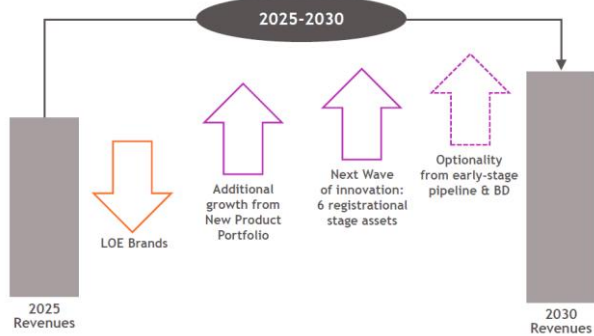 2025-2030
LOE Brands
Additional
growth from
New Product
Portfolio
Next Wave
of innovation:
6 registrational
stage assets
Optionality
from early-stage
pipeline & BD
2025
Revenues
2030
Revenues